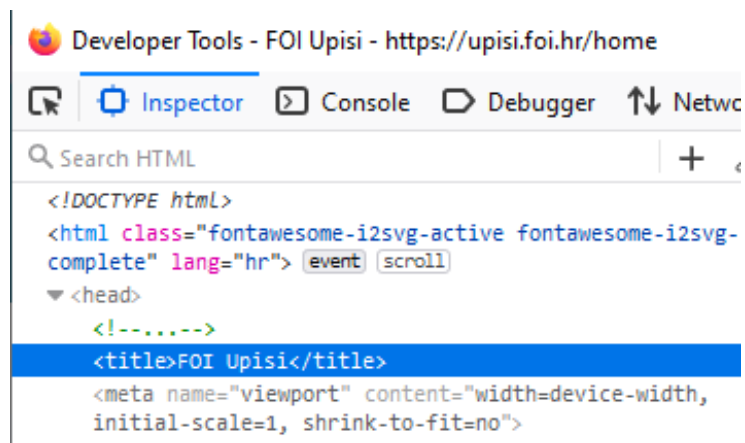 Developer Tools - FOI Upisi - https://upisi.foi.hr/home
Inspector Console Debugger Netwo
Search HTML
<!DOCTYPE html>
<html class="fontawesome-i2svg-active fontawesome-i2svg-
complete" lang="hr"> event scroll
<head>
<!--...-->
<title>FOI Upisi</title>
<meta name="viewport" content="width=device-width,
initial-scale=1, shrink-to-fit=no">